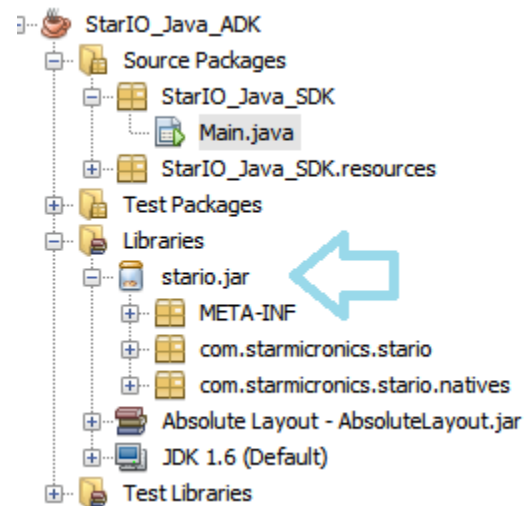 StarIO_Java_ADK
Source Packages
StarIO_Java_SDK
Main.java
StarIO_Java_SDK.resources
Test Packages
Libraries
stario.jar
META-INF
com.starmicronics.stario
com.starmicronics.stario.natives
Absolute Layout - AbsoluteLayout.jar
JDK 1.6 (Default)
Test Libraries